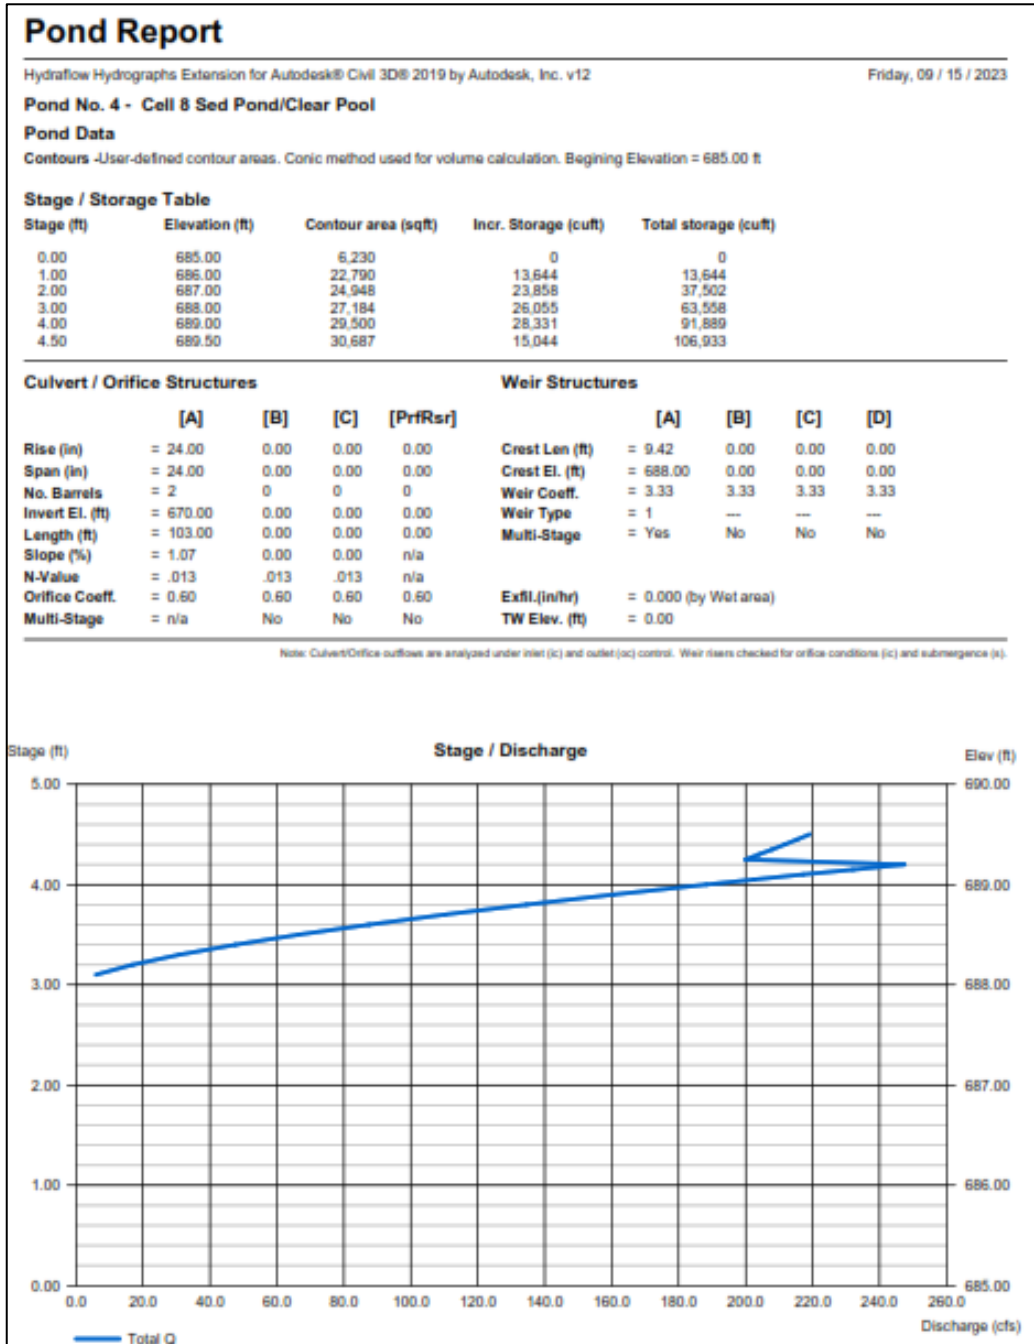 Pond Report
Hydraflow Hydrographs Extension for Autodesk® Civil 3D® 2019 by Autodesk, Inc. v12 Friday, 09 / 15 / 2023
Pond No. 4 - Cell 8 Sed Pond/Clear Pool
Pond Data
Contours -User-defined contour areas. Conic method used for volume calculation. Begining Elevation = 685.00 ft
Stage / Storage Table
Stage (ft) Elevation (ft) Contour area (sqft) Incr. Storage (cuft) Total storage (cuft)
0.00 685.00 6,230 0 0
1.00 686.00 22,790 13,644 13,644
2.00 687.00 24,948 23,858 37,502
3.00 688.00 27,184 26,055 63,558
4.00 689.00 29,500 28,331 91,889
4.50 689.50 30,687 15,044 106,933
Culvert / Orifice Structures Weir Structures
[A] [B] [C] [PrfRsr] [A] [B] [C] [D]
Rise (in) = 24.00 0.00 0.00 0.00 Crest Len (ft) = 9.42 0.00 0.00 0.00
Span (in) = 24.00 0.00 0.00 0.00 Crest El. (ft) = 688.00 0.00 0.00 0.00
No. Barrels = 2 0 0 0 Weir Coeff. = 3.33 3.33 3.33 3.33
Invert El. (ft) = 670.00 0.00 0.00 0.00 Weir Type = 1 --- --- ---
Length (ft) = 103.00 0.00 0.00 0.00 Multi-Stage = Yes No No No
Slope (%) = 1.07 0.00 0.00 n/a
N-Value = .013 .013 .013 n/a
Orifice Coeff. = 0.60 0.60 0.60 0.60 Exfil.(in/hr) = 0.000 (by Wet area)
Multi-Stage = n/a No No No TW Elev. (ft) = 0.00
Note: Culvert/Orifice outflows are analyzed under inlet (ic) and outlet (oc) control. Weir risers checked for orifice conditions (ic) and submergence (s).
Stage (ft) Stage / Discharge Elev (ft)
5.00 690.00
4.00 689.00
3.00 688.00
2.00 687.00
1.00 686.00
0.00 685.00
0.0 20.0 40.0 60.0 80.0 100.0 120.0 140.0 160.0 180.0 200.0 220.0 240.0 260.0
Discharge (cfs)
Total Q